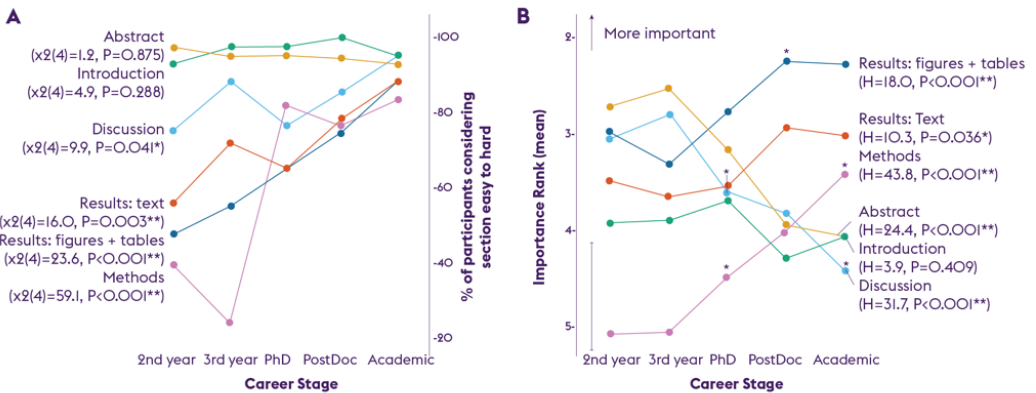 A
Abstract
(x2(4)=1.2, P=0.875)
Introduction
(x2(4)=4.9, P=0.288)
Discussion
(x2(4)=9.9, P=0.041*)
Results: text
(x2(4)=16.0, P=0.003**)
Results: figures + tables
(x2(4)=23.6, P<0.001**)
Methods
(x2(4)=59.1, P<0.001**)
-100
-80
-60
-40
-20
% of participants considering
section easy to hard
2nd year 3rd year PhD PostDoc Academic
Career Stage
B
More important
2-
3-
4-
5-
Importance Rank (mean)
*
*
*
*
*
Results: figures + tables
(H=18.0, P<0.001**)
Results: Text
(H=10.3, P=0.036*)
Methods
(H=43.8, P<0.001**)
Abstract
(H=24.4, P<0.001**)
Introduction
(H=3.9, P=0.409)
Discussion
(H=31.7, P<0.001**)
2nd year 3rd year PhD PostDoc Academic
Career Stage